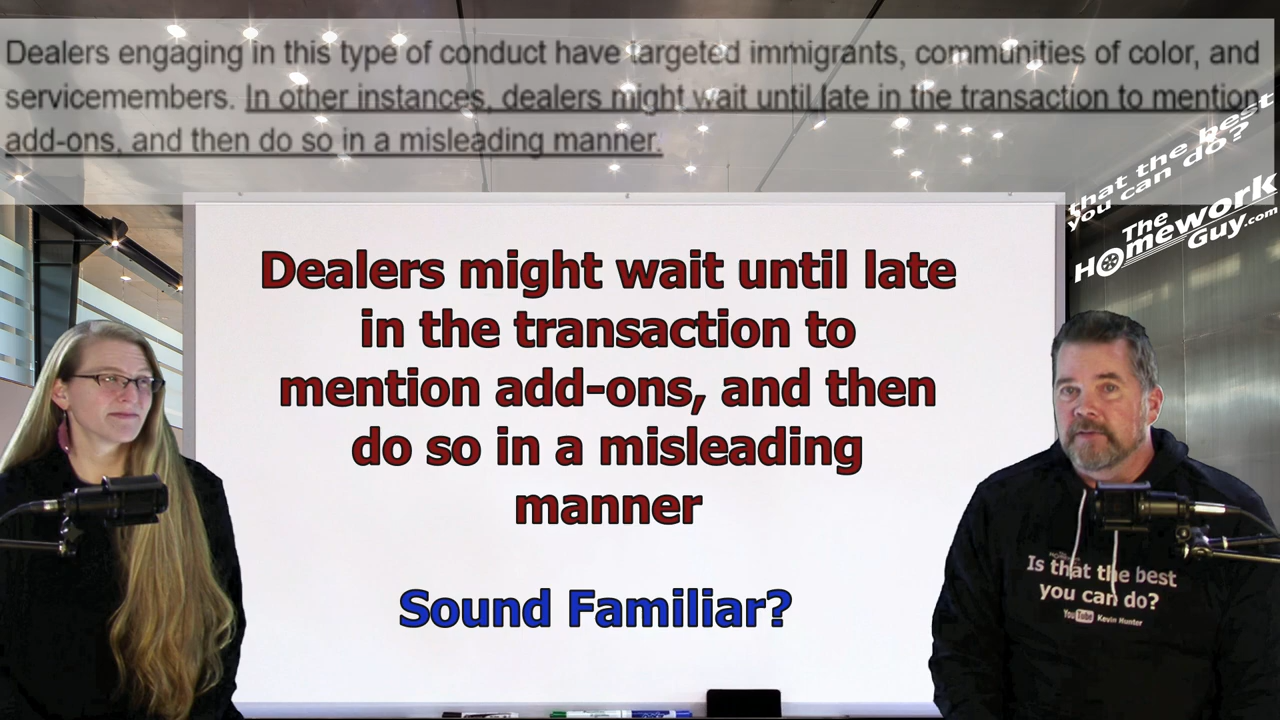 Dealers engaging in this type of conduct have targeted immigrants, communities of color, and
servicemembers. In other instances, dealers might wait until late in the transaction to mention
add-ons, and then do so in a misleading manner.
that the best
you can do?
The
Homework
Guy.com
Dealers might wait until late
in the transaction to
mention add-ons, and then
do so in a misleading
manner
Sound Familiar?
Is that the best
you can do?
YouTube Kevin Hunter